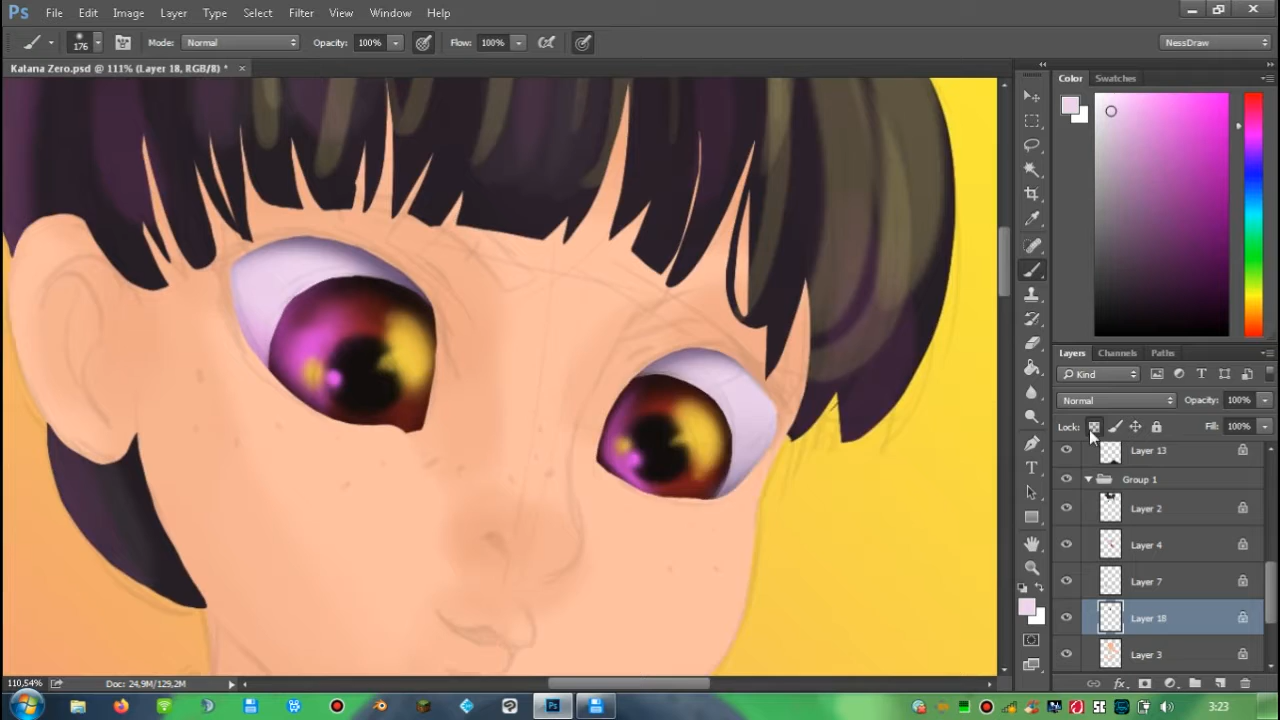 Ps File Edit Image Layer Type Select Filter View Window Help
176 Mode: Normal Opacity: 100% Flow: 100% NessDraw
Katana Zero.psd @ 111% (Layer 18, RGB/8) * ×
Color Swatches
Layers Channels Paths
Kind
Normal Opacity: 100%
Lock: Fill: 100%
Layer 13
Group 1
Layer 2
Layer 4
Layer 7
Layer 18
Layer 3
fx
110,54% Doc: 24,9M/129,2M
Ps 3:23